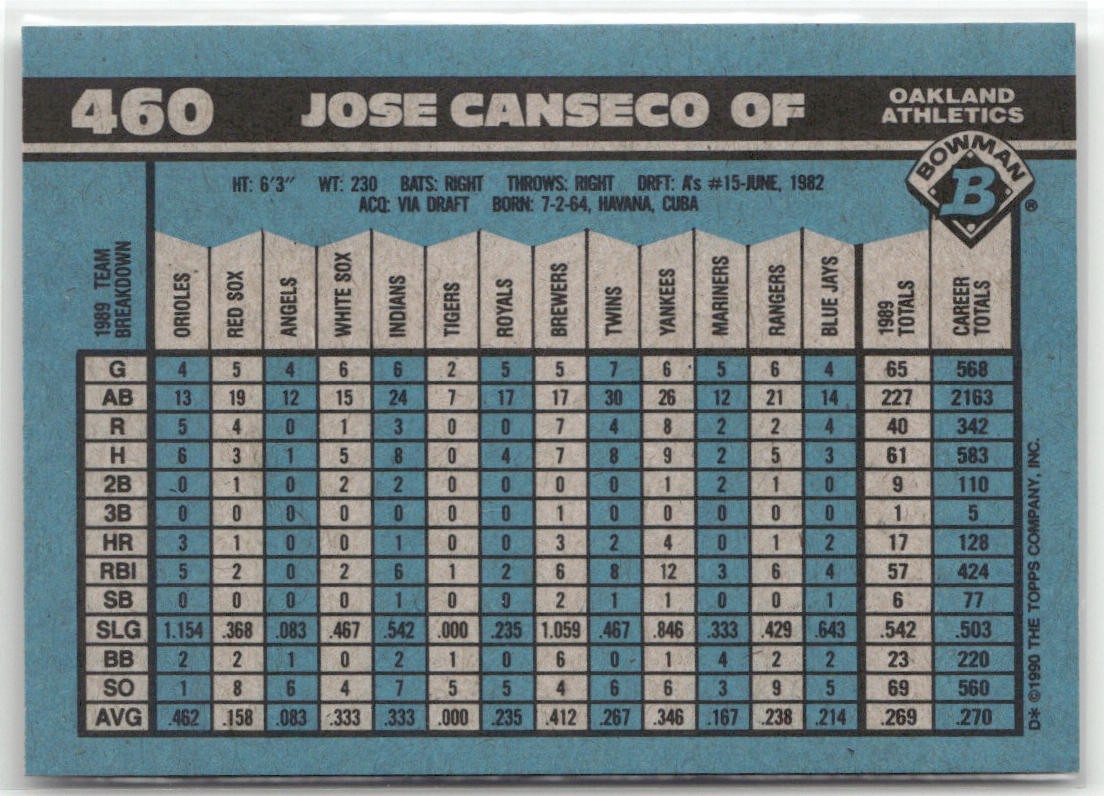 460 JOSE CANSECO OF OAKLAND ATHLETICS
BOWMAN B ®
HT: 6'3" WT: 230 BATS: RIGHT THROWS: RIGHT DRFT: A's #15-JUNE, 1982
ACQ: VIA DRAFT BORN: 7-2-64, HAVANA, CUBA
1989 TEAM BREAKDOWN ORIOLES RED SOX ANGELS WHITE SOX INDIANS TIGERS ROYALS BREWERS TWINS YANKEES MARINERS RANGERS BLUE JAYS 1989 TOTALS CAREER TOTALS
G 4 5 4 6 6 2 5 5 7 6 5 6 4 65 568
AB 13 19 12 15 24 7 17 17 30 26 12 21 14 227 2163
R 5 4 0 1 3 0 0 7 4 8 2 2 4 40 342
H 6 3 1 5 8 0 4 7 8 9 2 5 3 61 583
2B 0 1 0 2 2 0 0 0 0 1 2 1 0 9 110
3B 0 0 0 0 0 0 0 1 0 0 0 0 0 1 5
HR 3 1 0 0 1 0 0 3 2 4 0 1 2 17 128
RBI 5 2 0 2 6 1 2 6 8 12 3 6 4 57 424
SB 0 0 0 0 1 0 0 2 1 1 0 0 1 6 77
SLG 1.154 .368 .083 .467 .542 .000 .235 1.059 .467 .846 .333 .429 .643 .542 .503
BB 2 2 1 0 2 1 0 6 0 1 4 2 2 23 220
SO 1 8 6 4 7 5 5 4 6 6 3 9 5 69 560
AVG .462 .158 .083 .333 .333 .000 .235 .412 .267 .346 .167 .238 .214 .269 .270
D* ©1990 THE TOPPS COMPANY, INC.